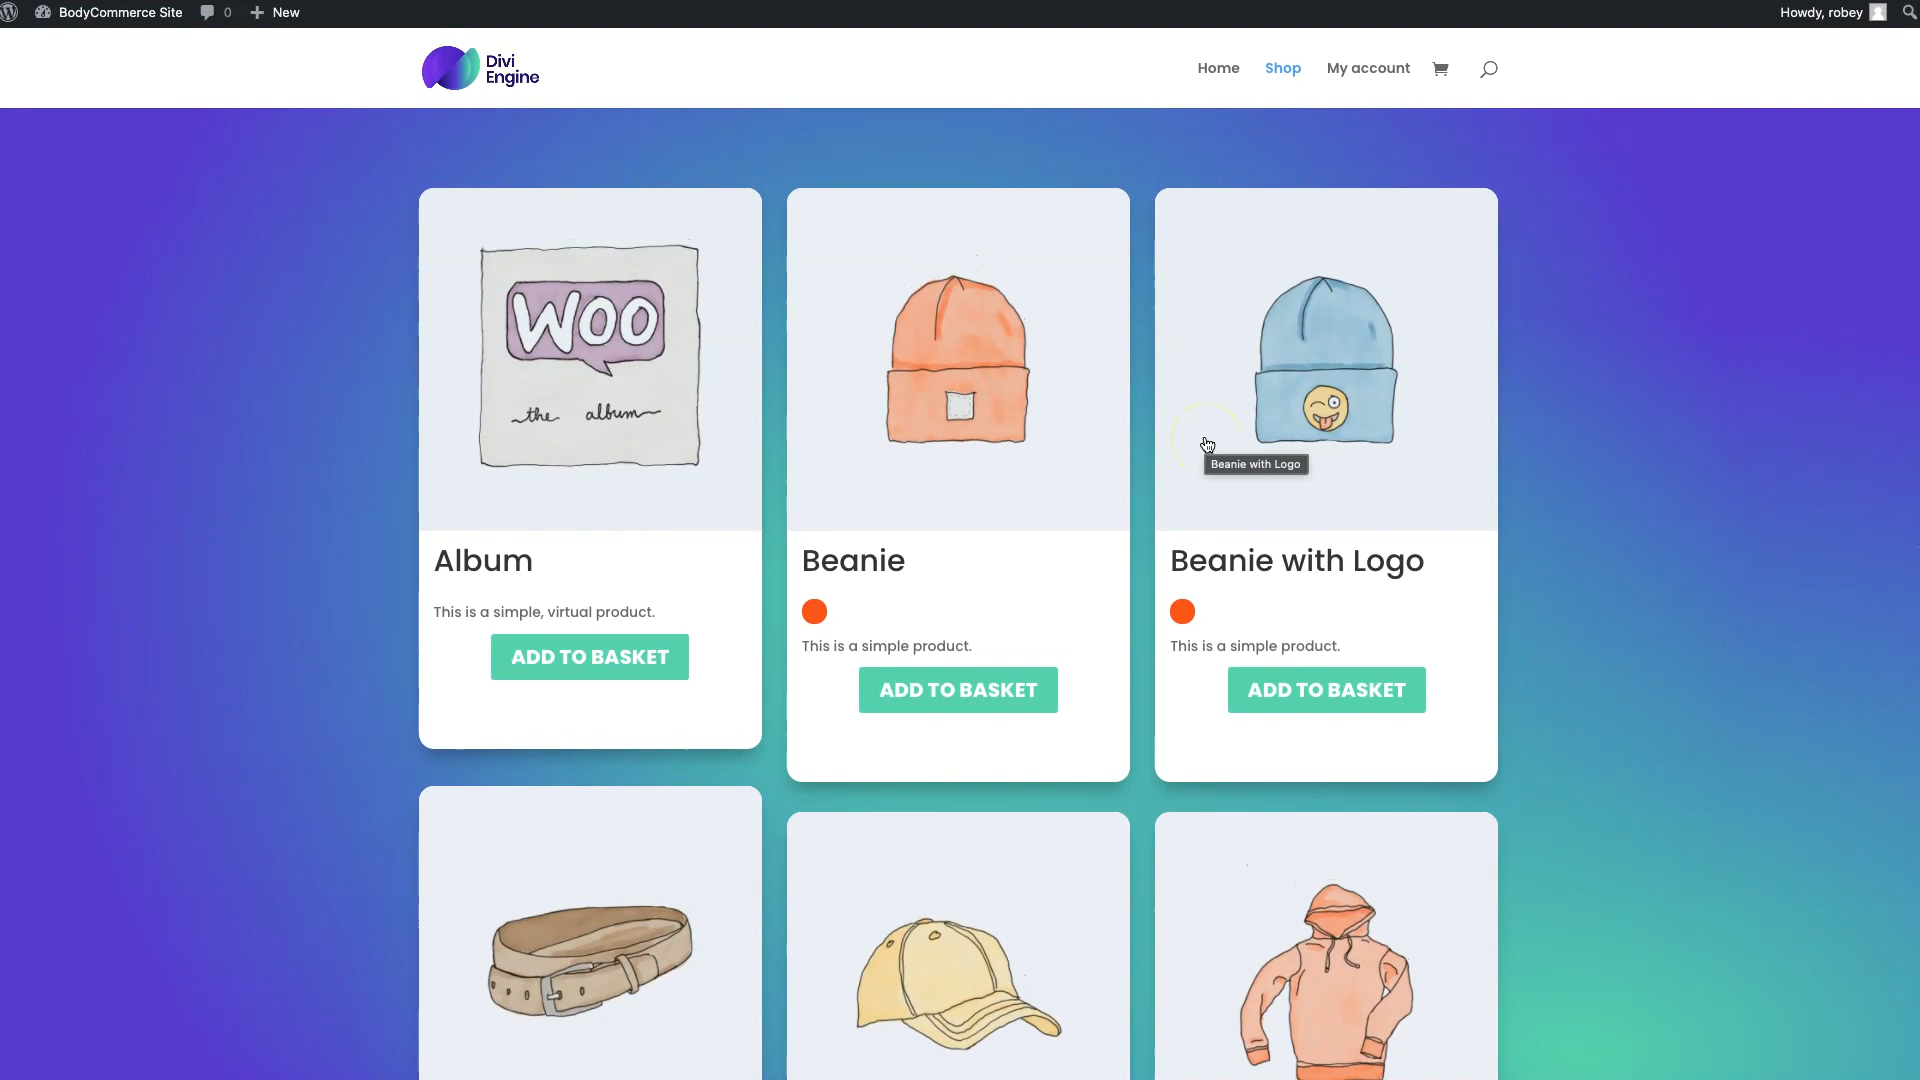 BodyCommerce Site 0 New Howdy, robey
Divi
Engine
Home Shop My account
WOO
the album
Beanie with Logo
Album Beanie Beanie with Logo
This is a simple, virtual product.
This is a simple product. This is a simple product.
ADD TO BASKET
ADD TO BASKET ADD TO BASKET